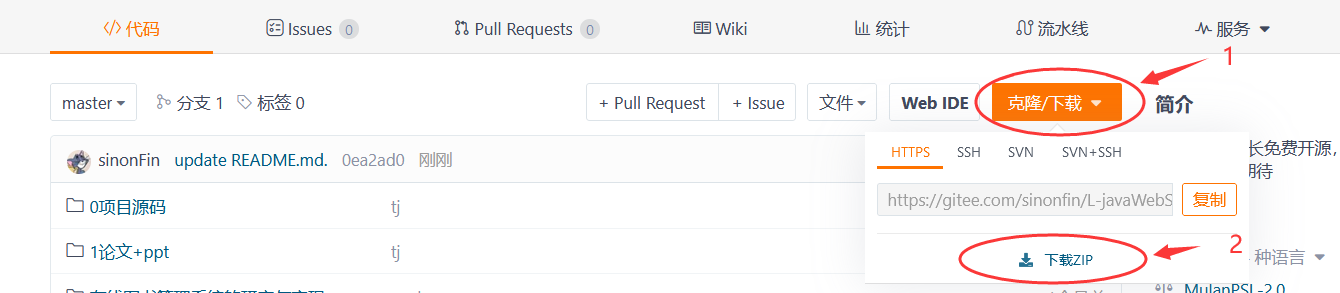 代码 Issues 0 Pull Requests 0 Wiki 统计 流水线 服务
1
master 分支 1 标签 0 + Pull Request + Issue 文件 Web IDE 克隆/下载 简介
sinonFin update README.md. 0ea2ad0 刚刚
HTTPS SSH SVN SVN+SSH
长免费开源，
期待
0项目源码 tj
https://gitee.com/sinonfin/L-javaWebS 复制
1论文+ppt tj
下载ZIP
2
种语言
MulanPSL-2.0